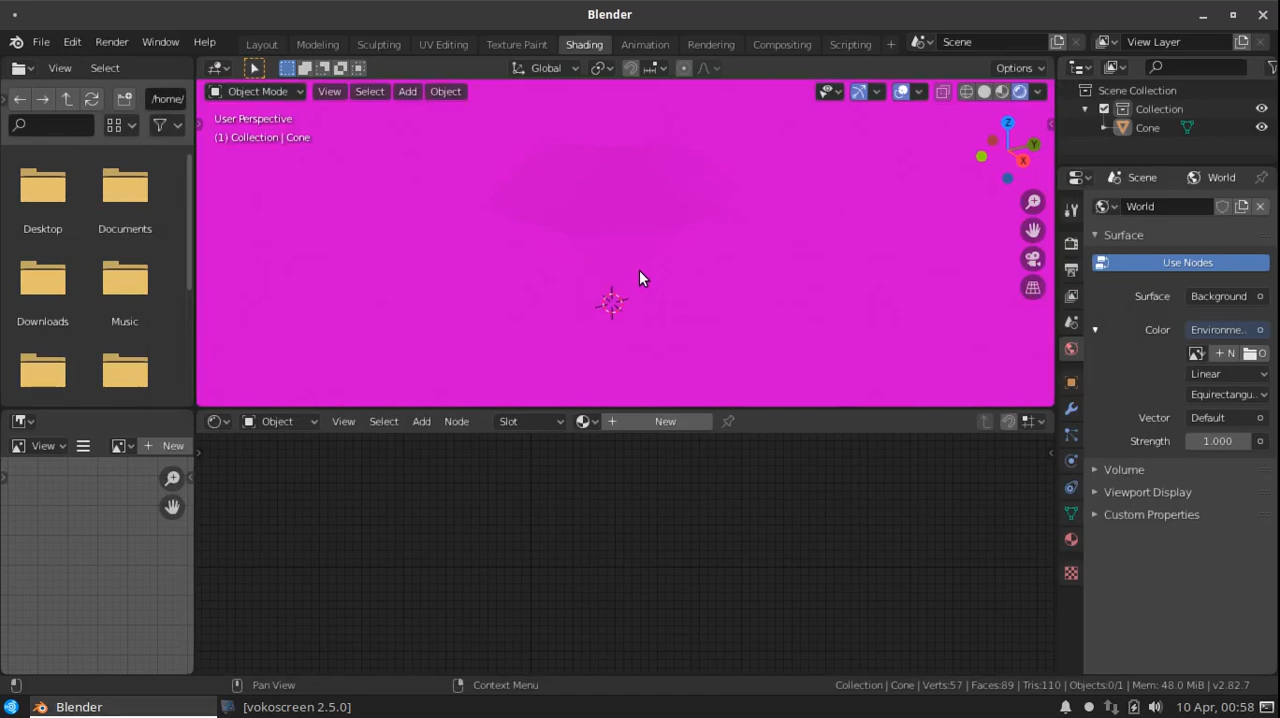 Blender
File Edit Render Window Help Layout Modeling Sculpting UV Editing Texture Paint Shading Animation Rendering Compositing Scripting Scene View Layer
View Select Global Options
/home/ Object Mode View Select Add Object Scene Collection
User Perspective Collection
(1) Collection | Cone Cone
Z
Y
X
Scene World
World
Desktop Documents
Surface
Use Nodes
Surface Background
Downloads Music
Color Environme..
N O
Linear
Equirectangu..
Vector Default
Object View Select Add Node Slot New
View New
Strength 1.000
Volume
Viewport Display
Custom Properties
Pan View Context Menu Collection | Cone | Verts:57 | Faces:89 | Tris:110 | Objects:0/1 | Mem: 48.0 MiB | v2.82.7
Blender [vokoscreen 2.5.0] 10 Apr, 00:58